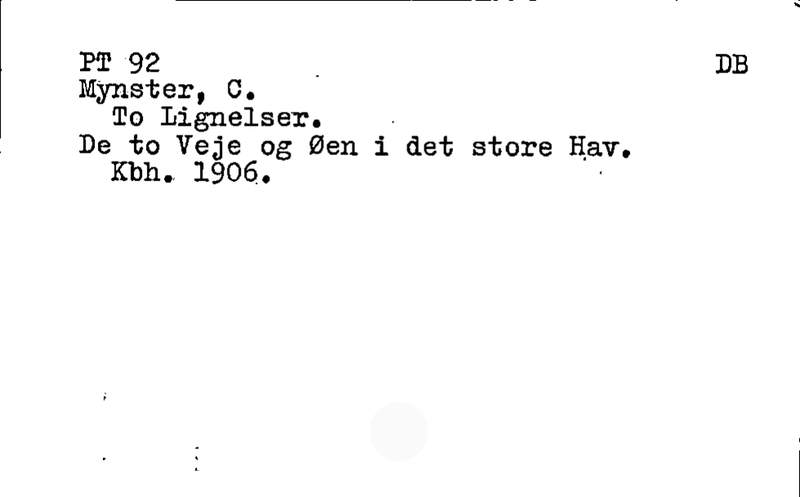 PT 92 DB
Mynster, C.
To Lignelser.
De to Veje og Øen i det store Hav.
Kbh. 1906.